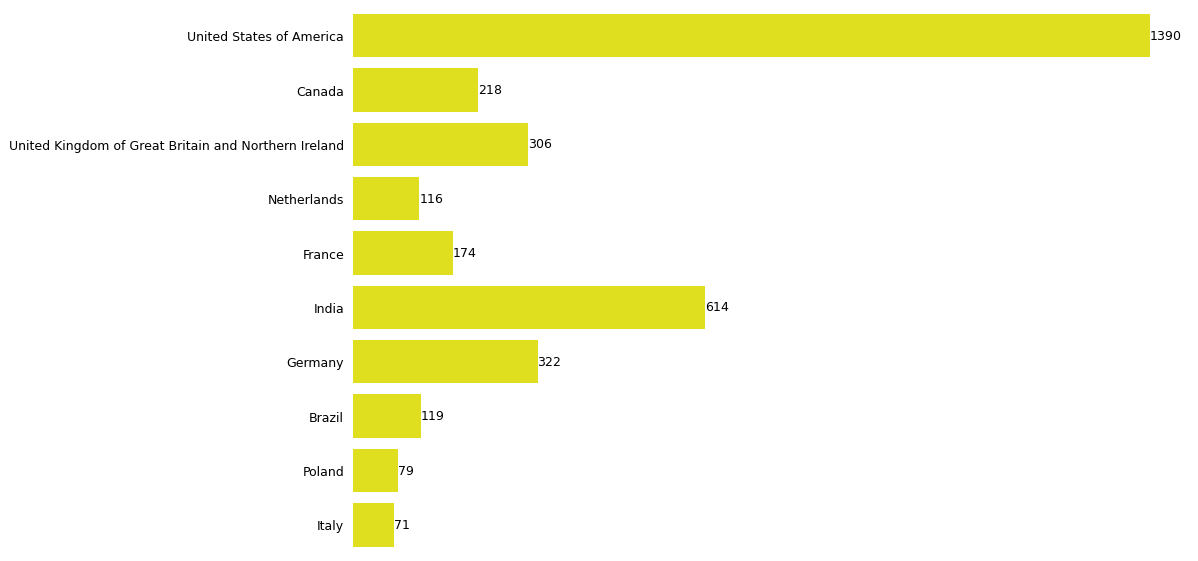 United States of America 1390
Canada 218
United Kingdom of Great Britain and Northern Ireland 306
Netherlands 116
France 174
India 614
Germany 322
Brazil 119
Poland 79
Italy 71